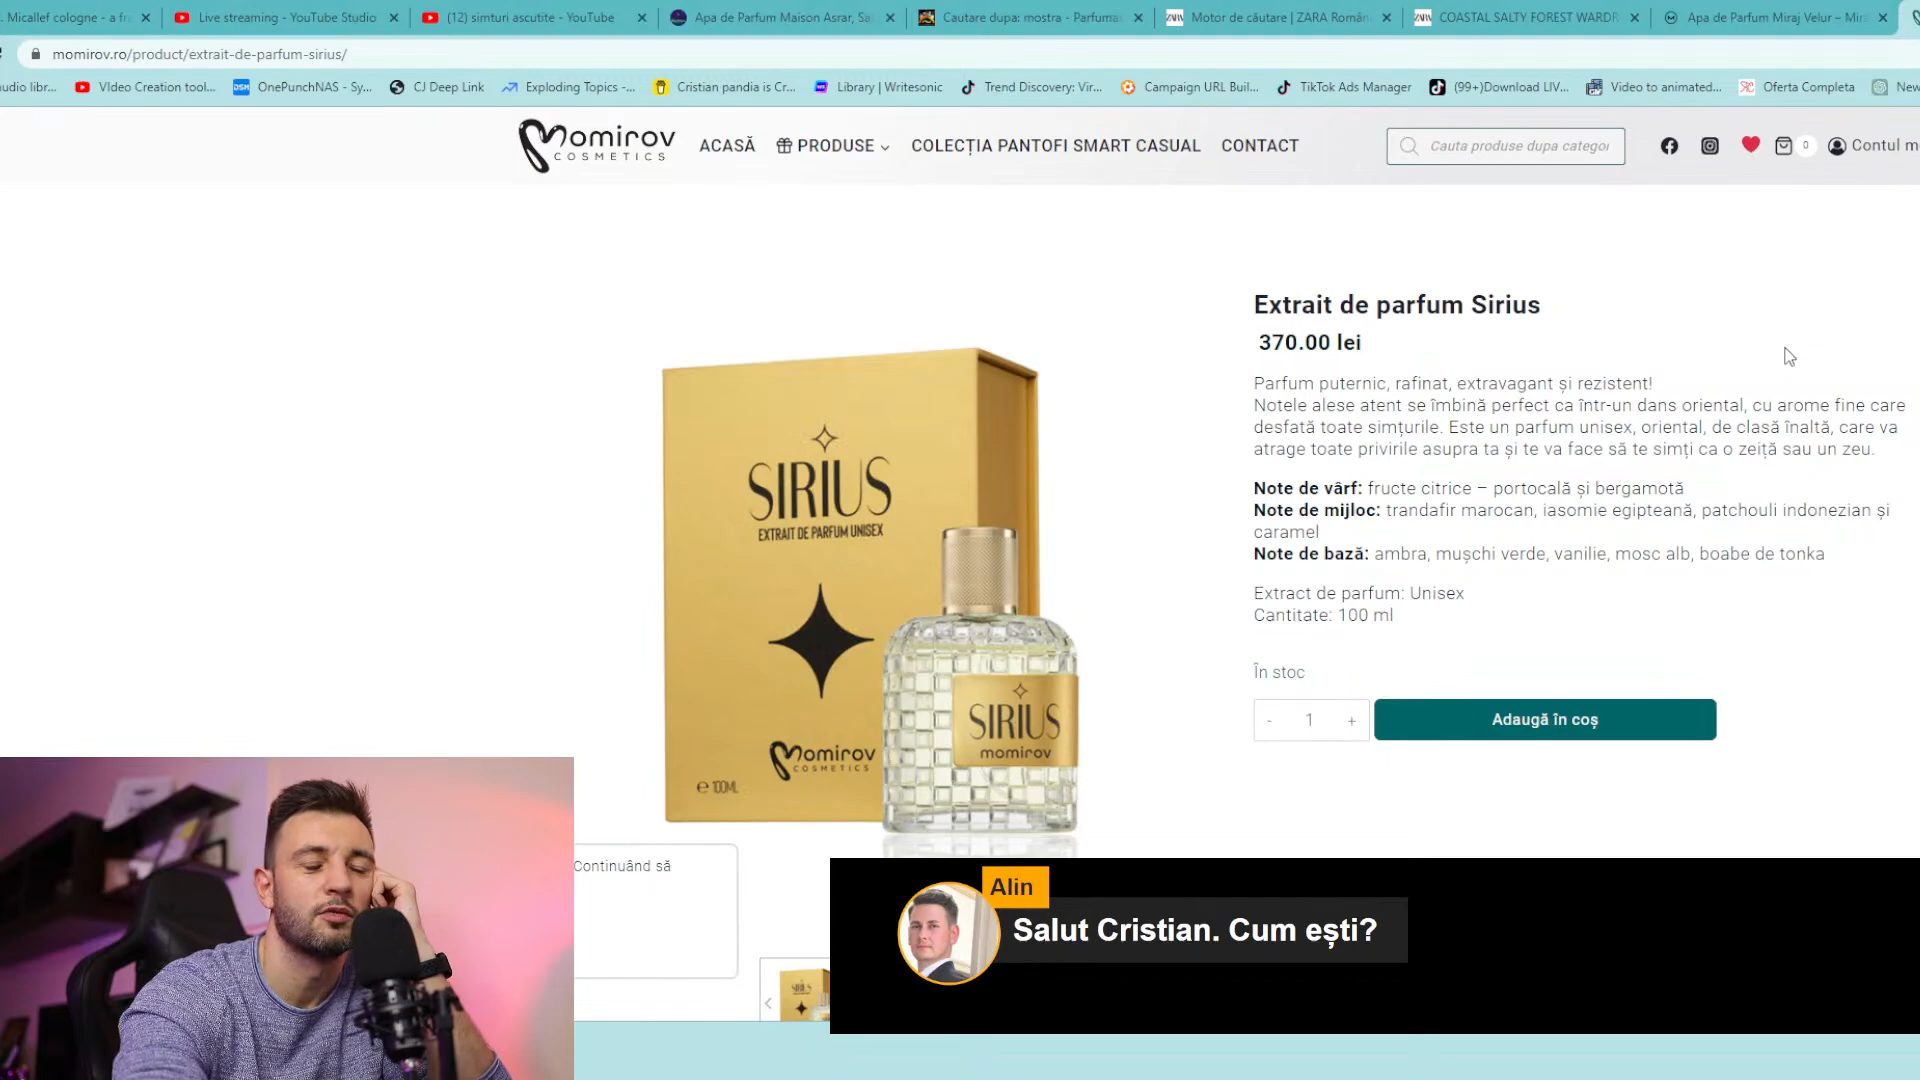 . Micallef cologne - a fra
Live streaming - YouTube Studio
(12) simturi ascutite - YouTube
Apa de Parfum Maison Asrar, Sa
Cautare dupa: mostra - Parfuma
Motor de căutare | ZARA Român
COASTAL SALTY FOREST WARDR
Apa de Parfum Miraj Velur – Mira
momirov.ro/product/extrait-de-parfum-sirius/
udio libr...
VIdeo Creation tool...
OnePunchNAS - Sy...
CJ Deep Link
Exploding Topics -...
Cristian pandia is Cr...
Library | Writesonic
Trend Discovery: Vir...
Campaign URL Buil...
TikTok Ads Manager
(99+)Download LIV...
Video to animated...
Oferta Completa
New
Momirov
COSMETICS
ACASĂ
PRODUSE
COLECȚIA PANTOFI SMART CASUAL
CONTACT
Cauta produse dupa categor
0
Contul m
Extrait de parfum Sirius
370.00 lei
Parfum puternic, rafinat, extravagant și rezistent!
Notele alese atent se îmbină perfect ca într-un dans oriental, cu arome fine care
desfată toate simțurile. Este un parfum unisex, oriental, de clasă înaltă, care va
atrage toate privirile asupra ta și te va face să te simți ca o zeiță sau un zeu.
Note de vârf: fructe citrice – portocală și bergamotă
Note de mijloc: trandafir marocan, iasomie egipteană, patchouli indonezian și
caramel
Note de bază: ambra, mușchi verde, vanilie, mosc alb, boabe de tonka
Extract de parfum: Unisex
Cantitate: 100 ml
În stoc
- 1 +
Adaugă în coș
SIRIUS
EXTRAIT DE PARFUM UNISEX
Momirov
COSMETICS
℮ 100ML
SIRIUS
momirov
Continuând să
SIRIUS
Alin
Salut Cristian. Cum ești?